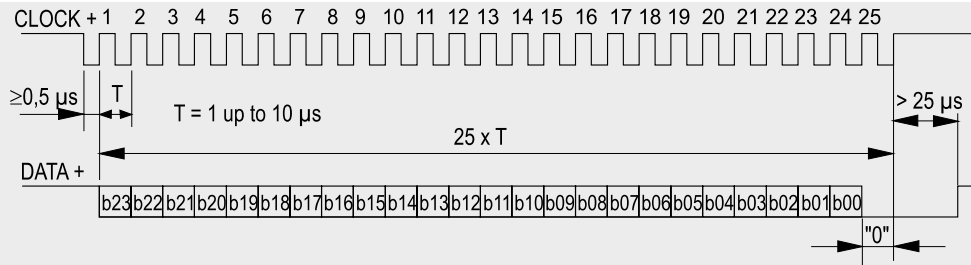 CLOCK + 1 2 3 4 5 6 7 8 9 10 11 12 13 14 15 16 17 18 19 20 21 22 23 24 25
≥0,5 µs T > 25 µs
T = 1 up to 10 µs
25 x T
DATA +
b23 b22 b21 b20 b19 b18 b17 b16 b15 b14 b13 b12 b11 b10 b09 b08 b07 b06 b05 b04 b03 b02 b01 b00
"0"